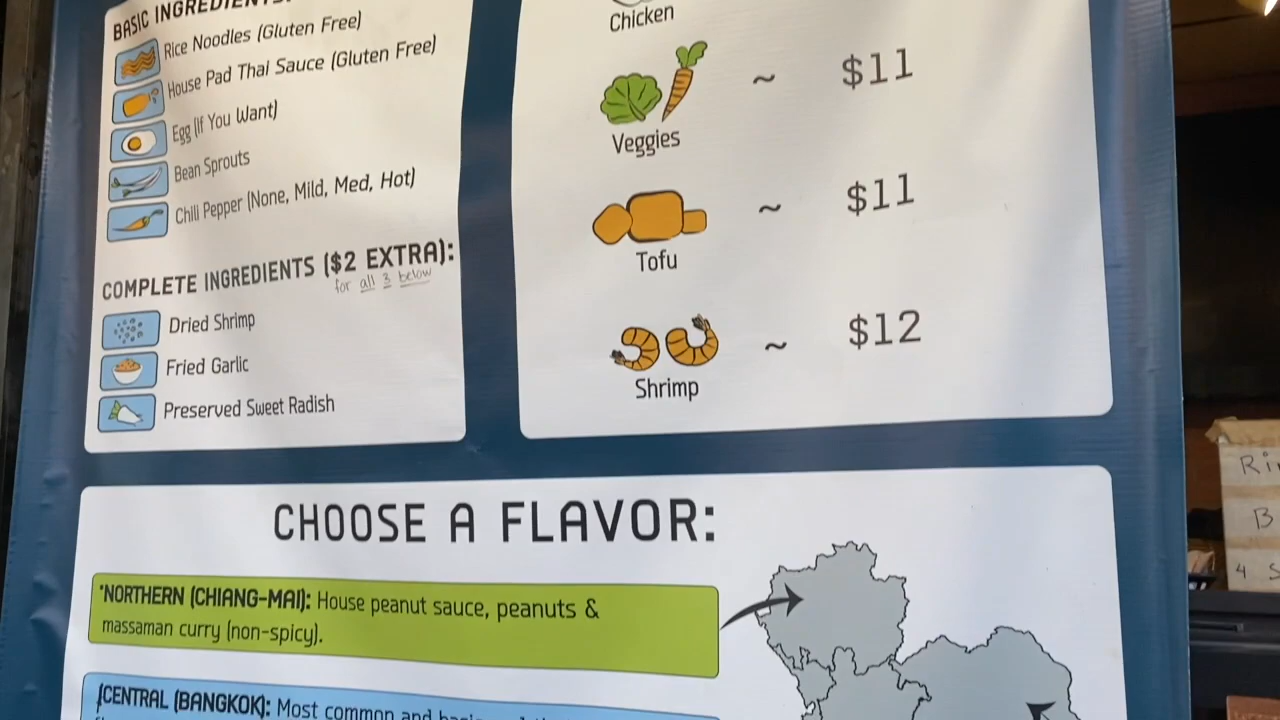 BASIC INGREDIENTS:
Rice Noodles (Gluten Free)
House Pad Thai Sauce (Gluten Free)
Egg (If You Want)
Bean Sprouts
Chili Pepper (None, Mild, Med, Hot)
COMPLETE INGREDIENTS ($2 EXTRA):
for all 3 below
Dried Shrimp
Fried Garlic
Preserved Sweet Radish
Chicken
Veggies ~ $11
Tofu ~ $11
Shrimp ~ $12
CHOOSE A FLAVOR:
*NORTHERN (CHIANG-MAI): House peanut sauce, peanuts &
massaman curry (non-spicy).
CENTRAL (BANGKOK): Most common and
B
4 S